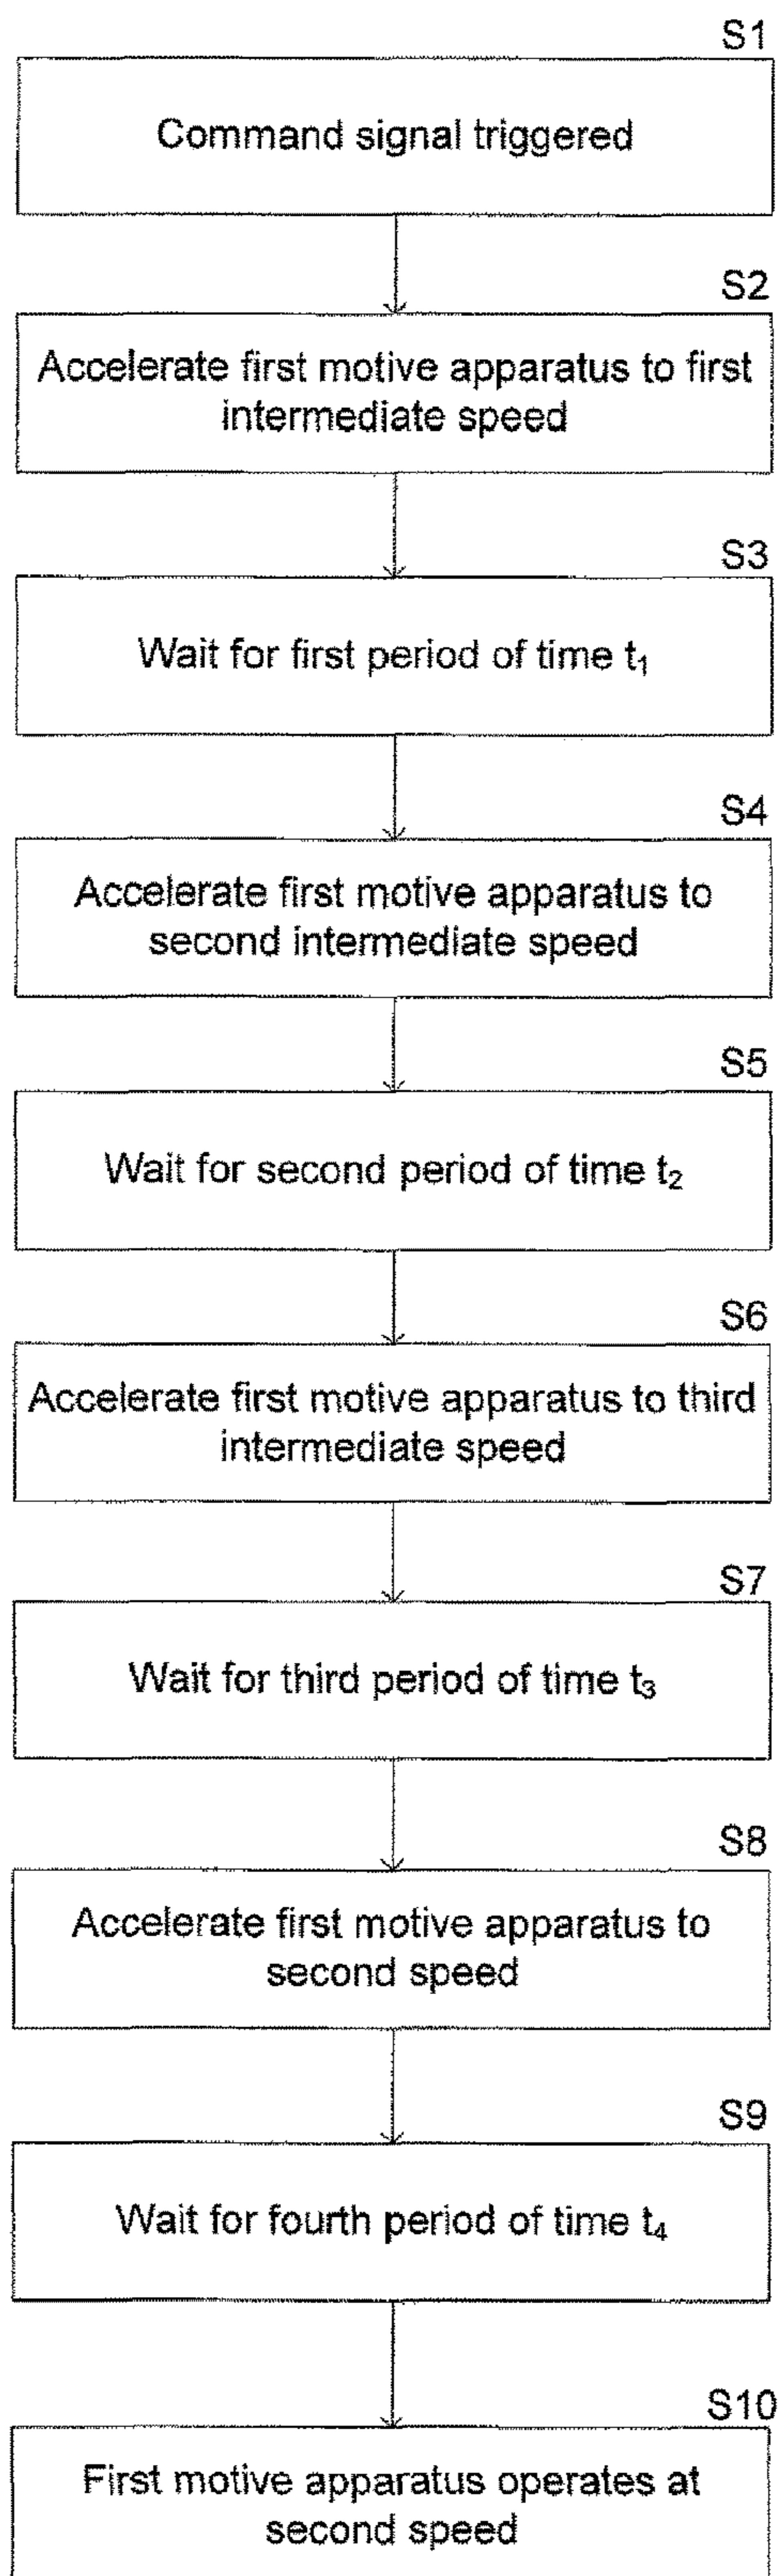 S1
Command signal triggered
S2
Accelerate first motive apparatus to first
intermediate speed
S3
Wait for first period of time t₁
S4
Accelerate first motive apparatus to
second intermediate speed
S5
Wait for second period of time t₂
S6
Accelerate first motive apparatus to third
intermediate speed
S7
Wait for third period of time t₃
S8
Accelerate first motive apparatus to
second speed
S9
Wait for fourth period of time t₄
S10
First motive apparatus operates at
second speed